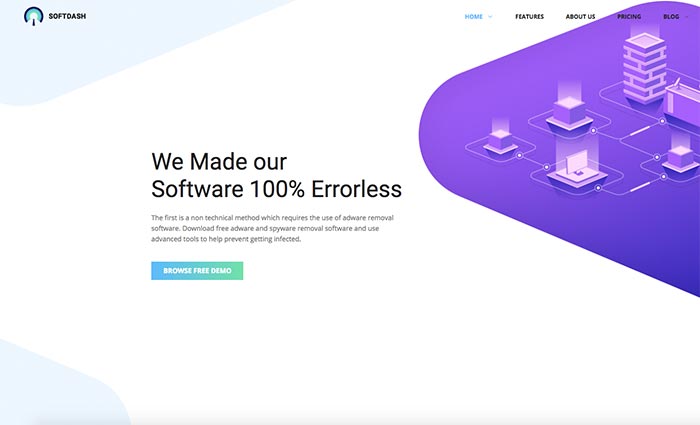 SOFTDASH
HOME
FEATURES
ABOUT US
PRICING
BLOG
We Made our
Software 100% Errorless
The first is a non technical method which requires the use of adware removal
software. Download free adware and spyware removal software and use
advanced tools to help prevent getting infected.
BROWSE FREE DEMO